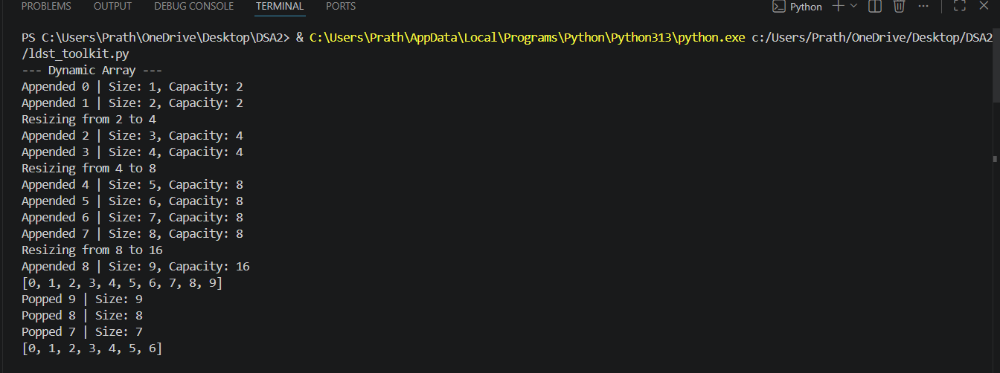 PROBLEMS OUTPUT DEBUG CONSOLE TERMINAL PORTS Python
PS C:\Users\Prath\OneDrive\Desktop\DSA2> & C:\Users\Prath\AppData\Local\Programs\Python\Python313\python.exe c:/Users/Prath/OneDrive/Desktop/DSA2
/ldst_toolkit.py
--- Dynamic Array ---
Appended 0 | Size: 1, Capacity: 2
Appended 1 | Size: 2, Capacity: 2
Resizing from 2 to 4
Appended 2 | Size: 3, Capacity: 4
Appended 3 | Size: 4, Capacity: 4
Resizing from 4 to 8
Appended 4 | Size: 5, Capacity: 8
Appended 5 | Size: 6, Capacity: 8
Appended 6 | Size: 7, Capacity: 8
Appended 7 | Size: 8, Capacity: 8
Resizing from 8 to 16
Appended 8 | Size: 9, Capacity: 16
[0, 1, 2, 3, 4, 5, 6, 7, 8, 9]
Popped 9 | Size: 9
Popped 8 | Size: 8
Popped 7 | Size: 7
[0, 1, 2, 3, 4, 5, 6]